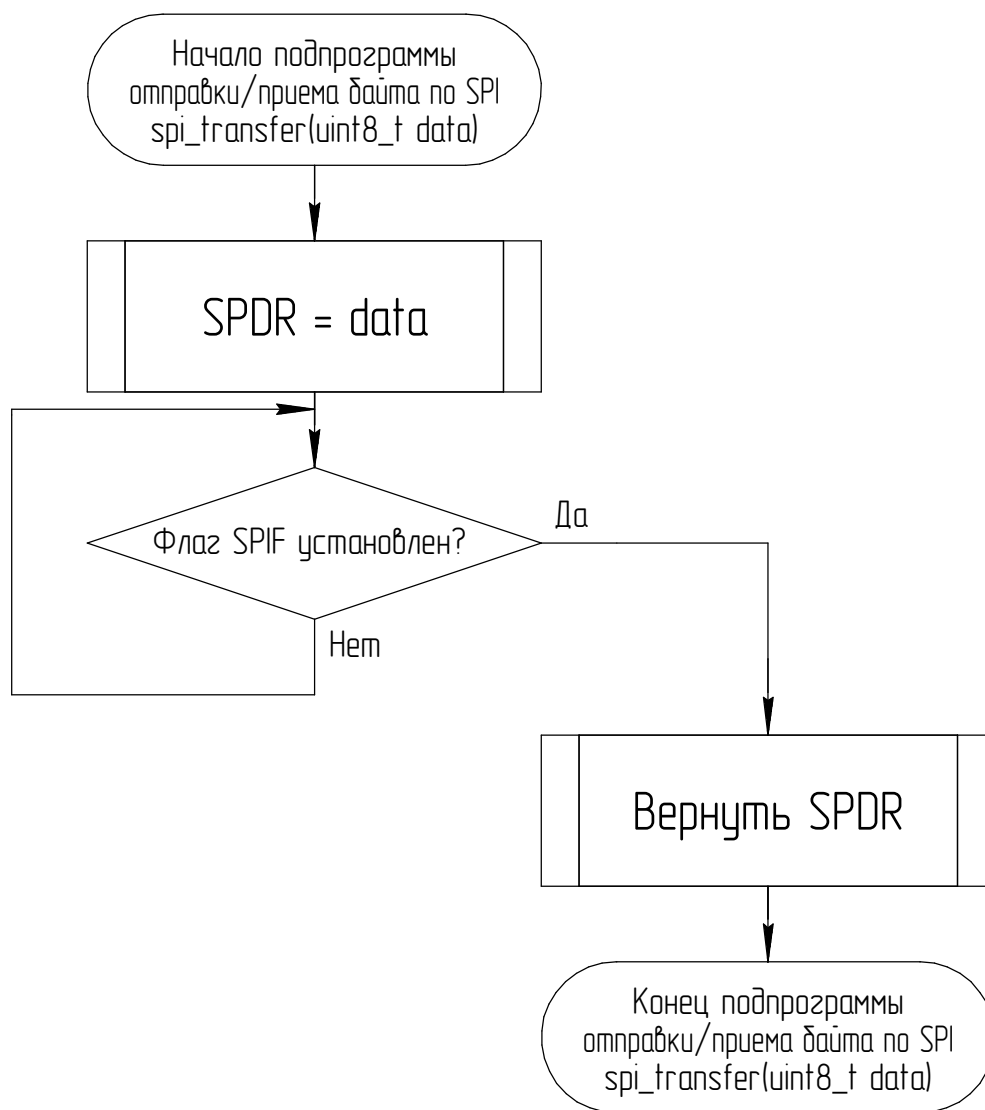 Начало подпрограммы
отправки/приема байта по SPI
spi_transfer(uint8_t data)
SPDR = data
Флаг SPIF установлен?
Да
Нет
Вернуть SPDR
Конец подпрограммы
отправки/приема байта по SPI
spi_transfer(uint8_t data)